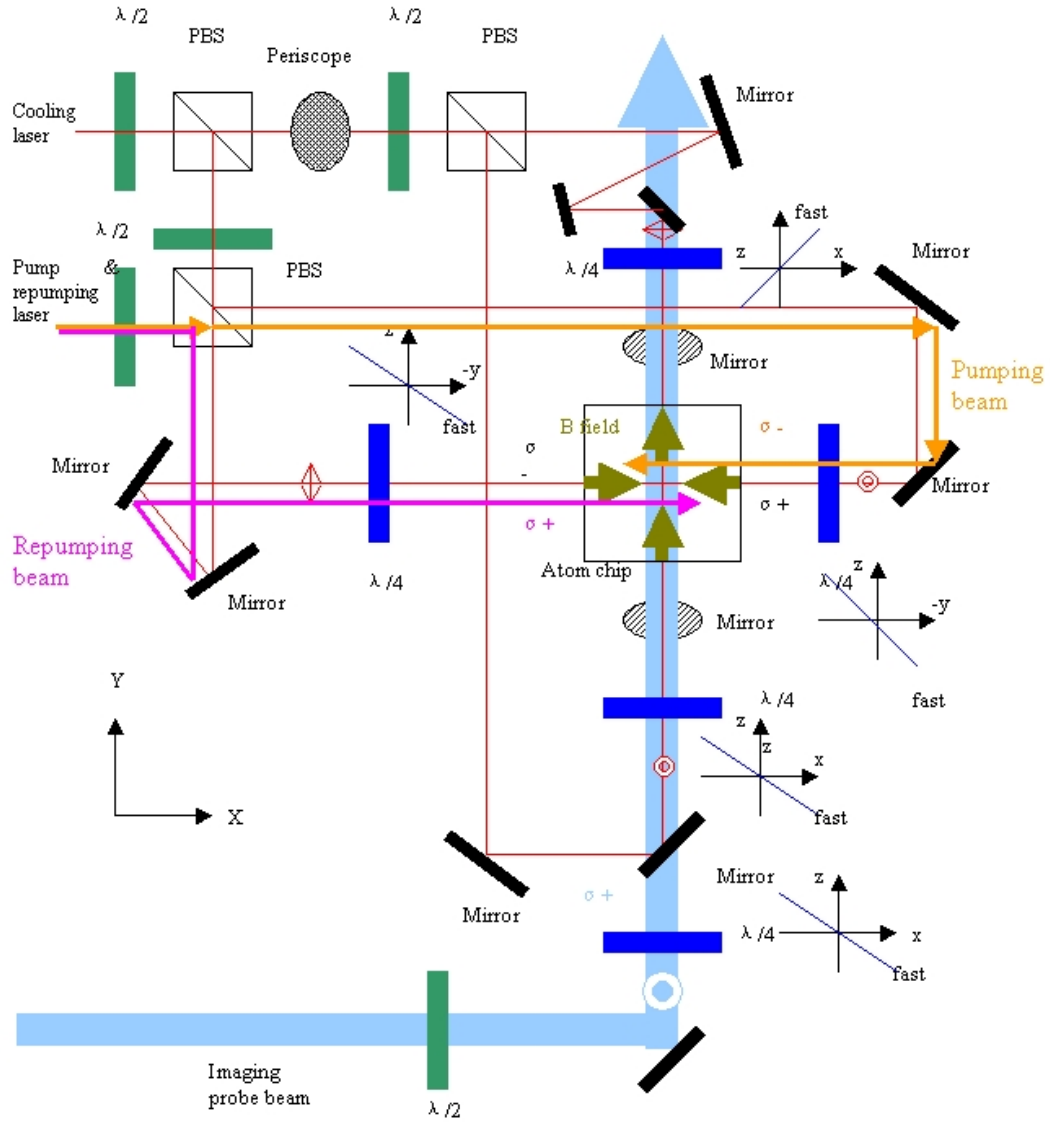 λ/2
PBS
PBS
λ/2
Periscope
Mirror
Cooling
laser
λ/2
fast
PBS
λ/4
z
x
Mirror
Pump &
repumping
laser
z
-y
fast
Mirror
Pumping
beam
B field
σ -
σ
-
Mirror
Mirror
σ +
σ +
Repumping
beam
Atom chip
λ/4
Mirror
λ/4
z
-y
Mirror
fast
Y
λ/4
z
z
x
X
fast
σ +
Mirror
z
Mirror
λ/4
x
fast
Imaging
probe beam
λ/2